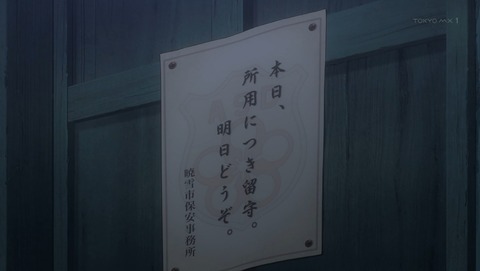 TOKYO MX 1
本日、
所用につき留守。
明日どうぞ。
暁雪市保安事務所